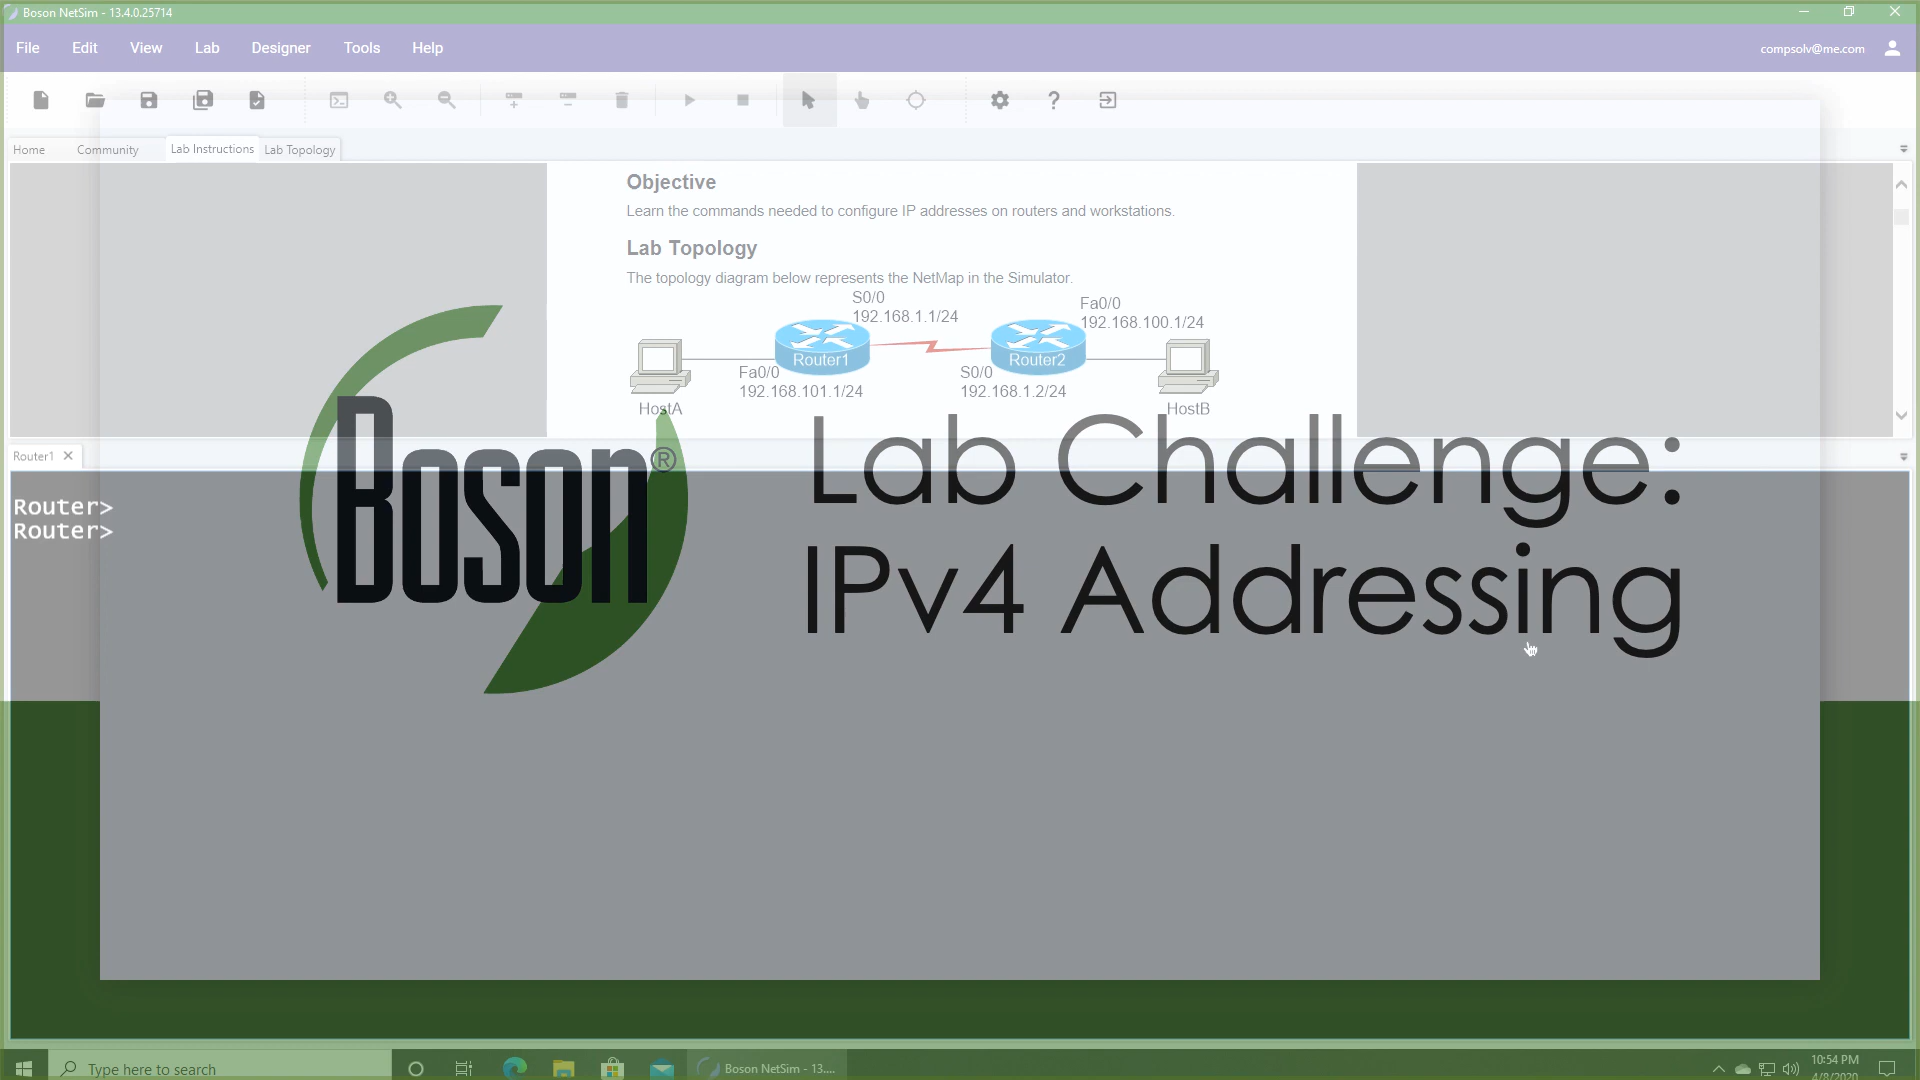 Boson NetSim - 13.4.0.25714
File Edit View Lab Designer Tools Help
compsolv@me.com
Home Community Lab Instructions Lab Topology
Objective
Learn the commands needed to configure IP addresses on routers and workstations.
Lab Topology
The topology diagram below represents the NetMap in the Simulator.
S0/0
192.168.1.1/24
Fa0/0
192.168.100.1/24
Router1
Router2
Fa0/0
192.168.101.1/24
S0/0
192.168.1.2/24
HostA
HostB
Router1
Router>
Router>
BOSON®
Lab Challenge:
IPv4 Addressing
Type here to search
Boson NetSim - 13....
10:54 PM
4/8/2020